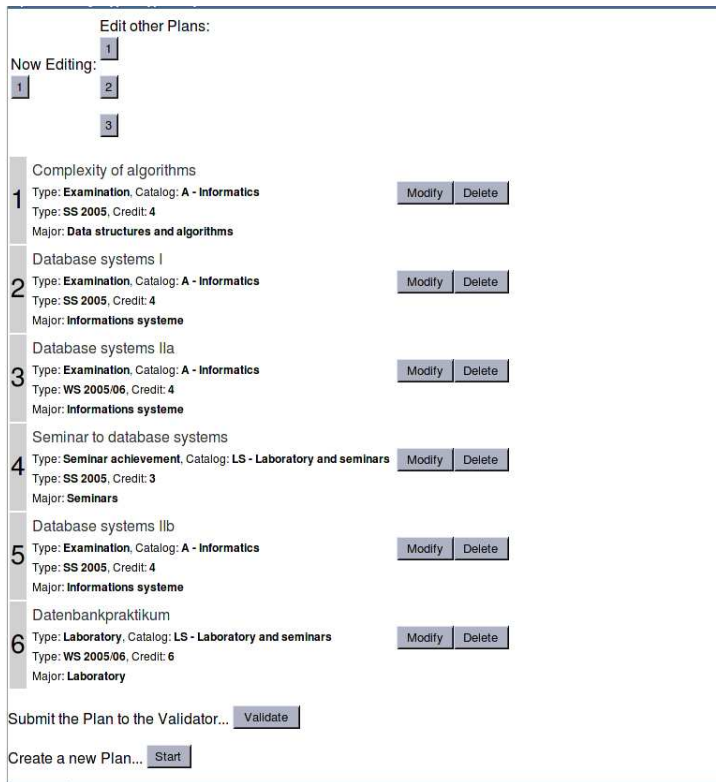 Edit other Plans:
1
Now Editing:
1 2
3
1
Complexity of algorithms
Type: Examination, Catalog: A - Informatics
Modify Delete
Type: SS 2005, Credit: 4
Major: Data structures and algorithms
2
Database systems I
Type: Examination, Catalog: A - Informatics
Modify Delete
Type: SS 2005, Credit: 4
Major: Informations systeme
3
Database systems IIa
Type: Examination, Catalog: A - Informatics
Modify Delete
Type: WS 2005/06, Credit: 4
Major: Informations systeme
4
Seminar to database systems
Type: Seminar achievement, Catalog: LS - Laboratory and seminars
Modify Delete
Type: SS 2005, Credit: 3
Major: Seminars
5
Database systems IIb
Type: Examination, Catalog: A - Informatics
Modify Delete
Type: SS 2005, Credit: 4
Major: Informations systeme
6
Datenbankpraktikum
Type: Laboratory, Catalog: LS - Laboratory and seminars
Modify Delete
Type: WS 2005/06, Credit: 6
Major: Laboratory
Submit the Plan to the Validator... Validate
Create a new Plan... Start